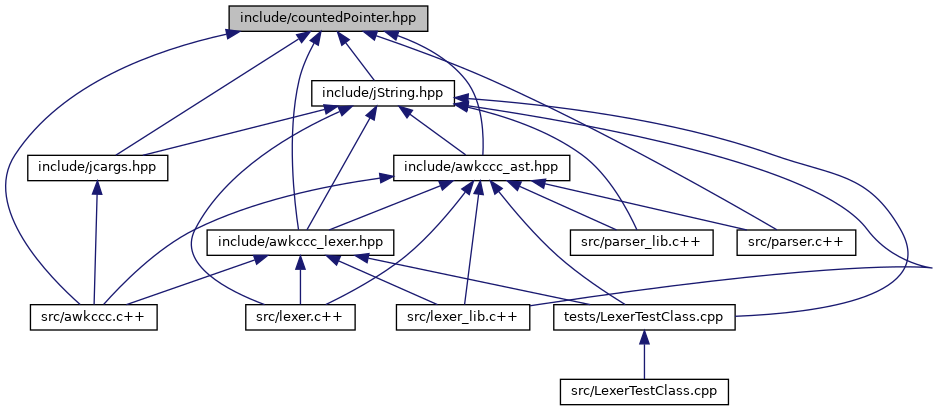 include/countedPointer.hpp
include/jString.hpp
include/jcargs.hpp
include/awkccc_ast.hpp
include/awkccc_lexer.hpp
src/parser_lib.c++
src/parser.c++
src/awkccc.c++
src/lexer.c++
src/lexer_lib.c++
tests/LexerTestClass.cpp
src/LexerTestClass.cpp